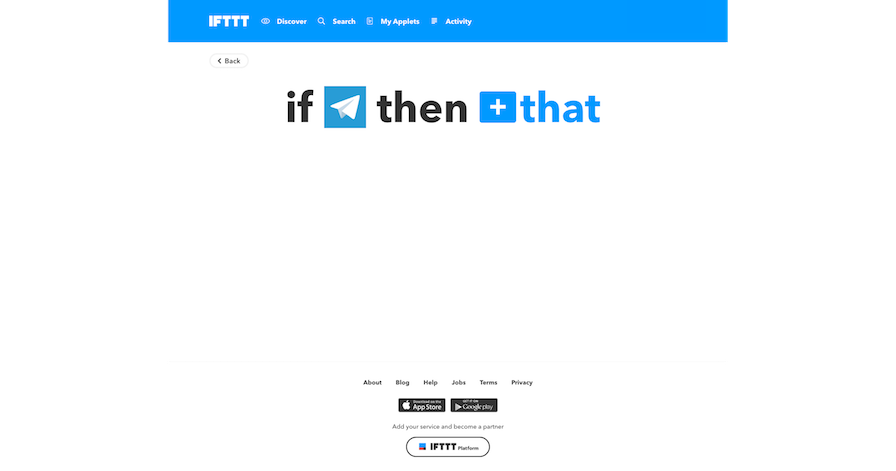 IFTTT Discover Search My Applets Activity
Back
if then + that
About Blog Help Jobs Terms Privacy
Download on the App Store GET IT ON Google play
Add your service and become a partner
IFTTT Platform